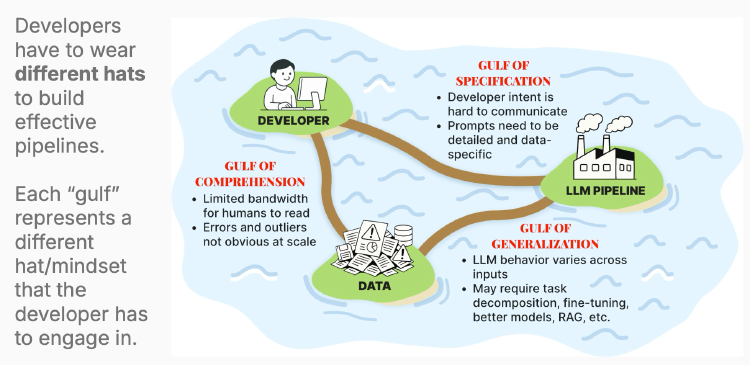 Developers
have to wear
different hats
to build
effective
pipelines.
Each “gulf”
represents a
different
hat/mindset
that the
developer has
to engage in.
DEVELOPER
GULF OF
SPECIFICATION
• Developer intent is
hard to communicate
• Prompts need to be
detailed and data-
specific
LLM PIPELINE
GULF OF
COMPREHENSION
• Limited bandwidth
for humans to read
• Errors and outliers
not obvious at scale
DATA
GULF OF
GENERALIZATION
• LLM behavior varies across
inputs
• May require task
decomposition, fine-tuning,
better models, RAG, etc.